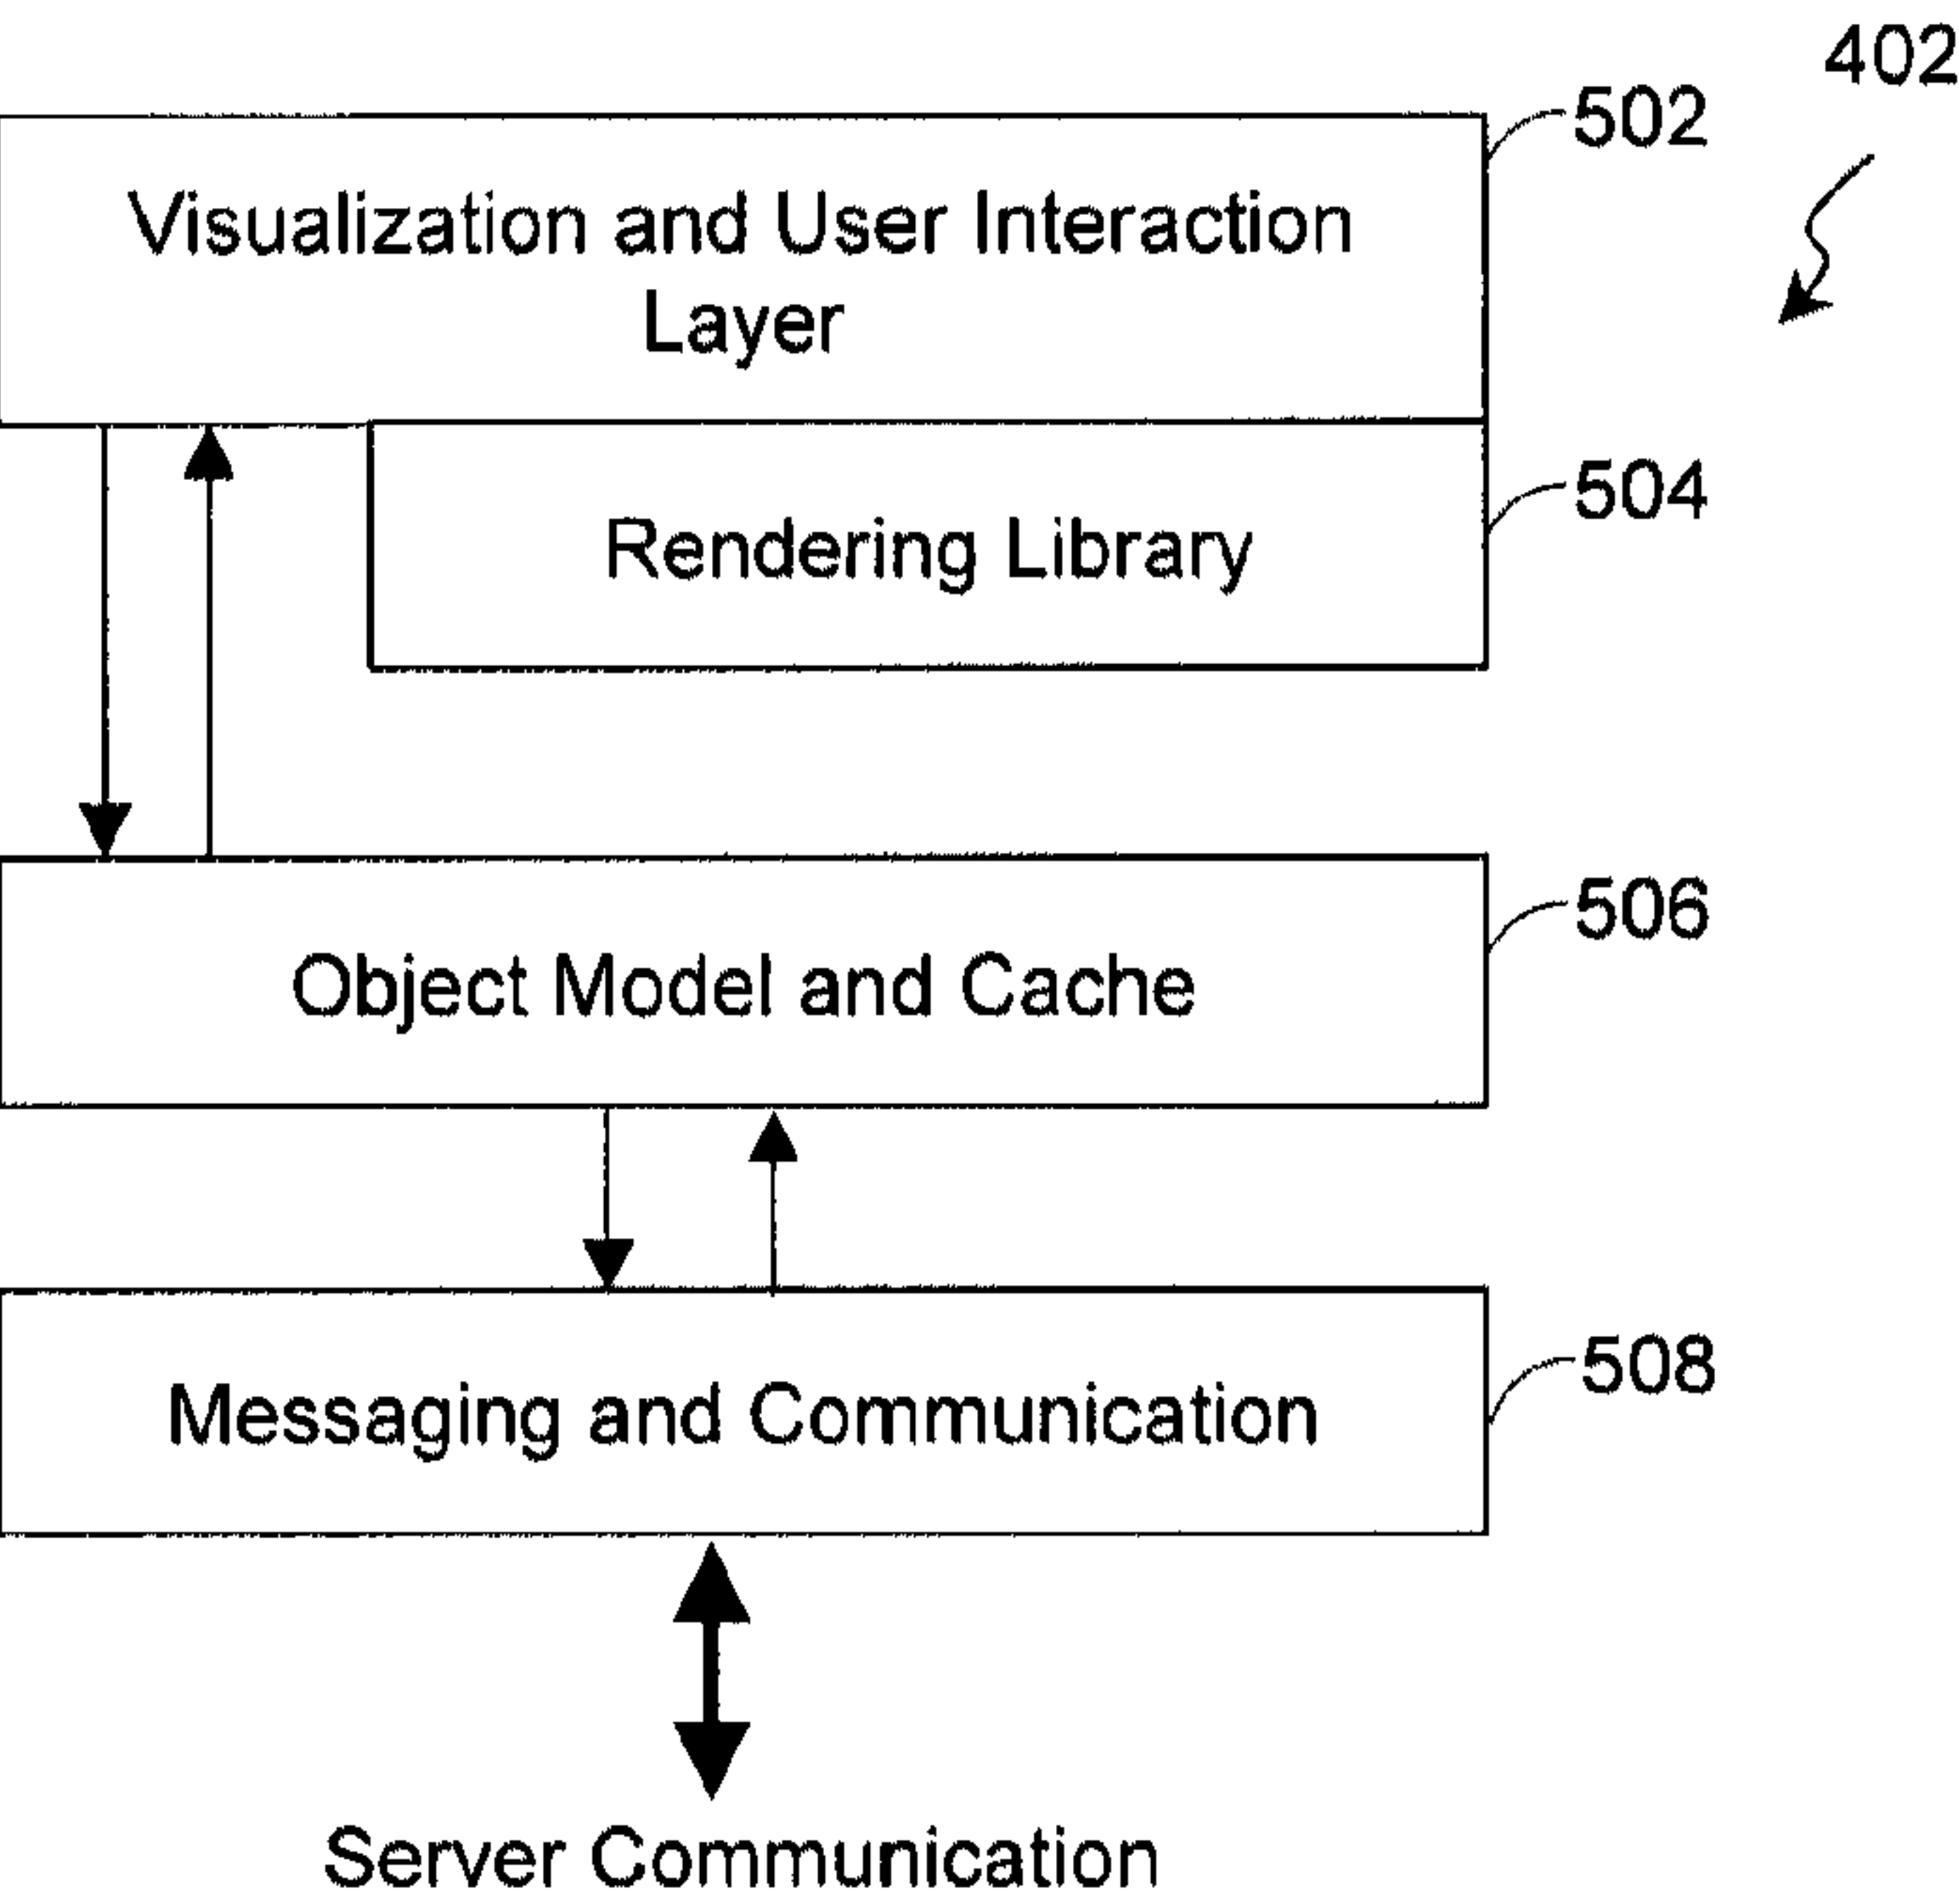 402
502
Visualization and User Interaction
Layer
504
Rendering Library
506
Object Model and Cache
508
Messaging and Communication
Server Communication